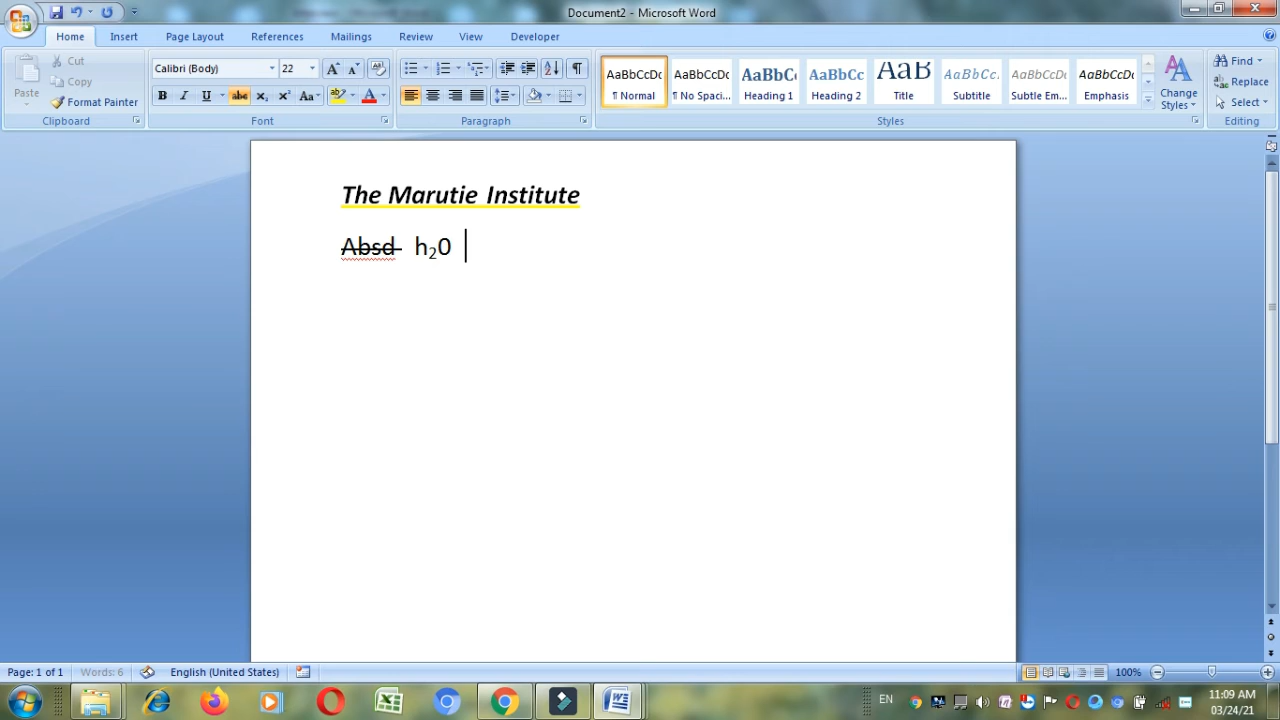 Document2 - Microsoft Word
Home Insert Page Layout References Mailings Review View Developer
Paste
Cut
Copy
Format Painter
Clipboard
Calibri (Body) 22
Font
Paragraph
AaBbCcDc AaBbCcDc AaBbCc AaBbCc AaB AaBbCc. AaBbCcDc AaBbCcDc
¶ Normal ¶ No Spaci... Heading 1 Heading 2 Title Subtitle Subtle Em... Emphasis
Change Styles
Styles
Find
Replace
Select
Editing
The Marutie Institute
Absd h₂0
Page: 1 of 1 Words: 6 English (United States) 100%
EN
11:09 AM
03/24/21